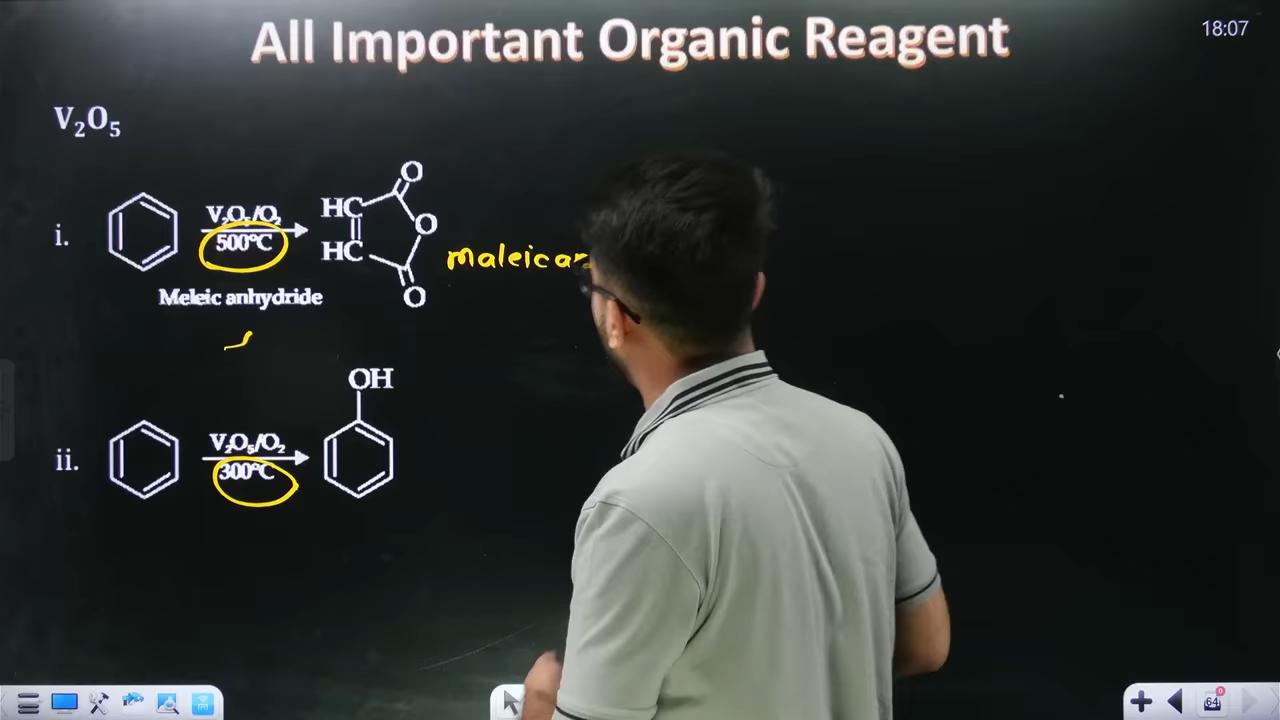 All Important Organic Reagent
18:07
V₂O₅
i.
V₂O₅/O₂
500°C
HC
HC
O
O
O
Meleic anhydride
ii.
V₂O₅/O₂
300°C
OH
64
0